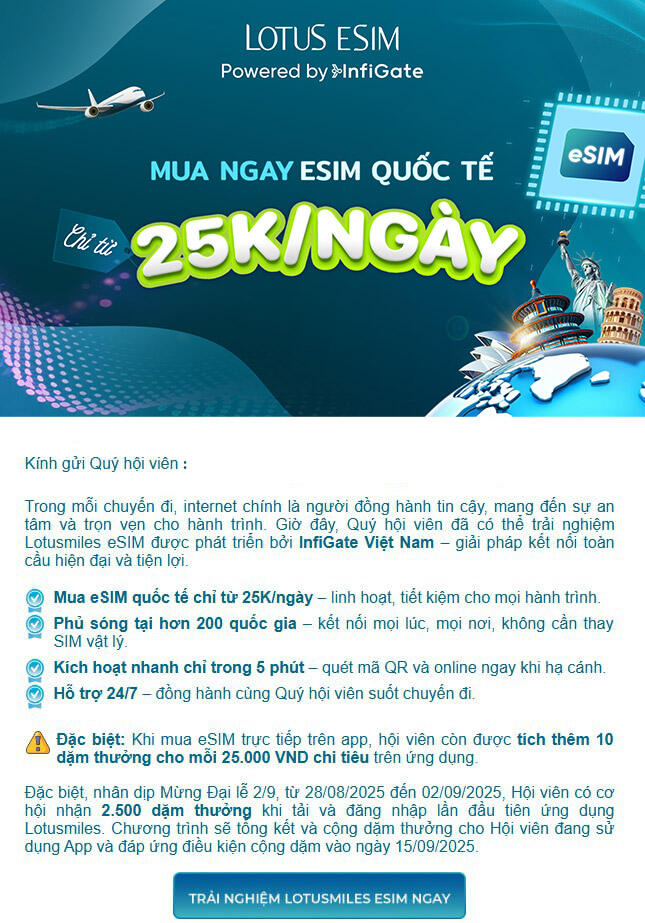 LOTUS ESIM
Powered by InfiGate
eSIM
MUA NGAY ESIM QUỐC TẾ
Chỉ từ
25K/NGÀY
Kính gửi Quý hội viên :
Trong mỗi chuyến đi, internet chính là người đồng hành tin cậy, mang đến sự an
tâm và trọn vẹn cho hành trình. Giờ đây, Quý hội viên đã có thể trải nghiệm
Lotusmiles eSIM được phát triển bởi InfiGate Việt Nam – giải pháp kết nối toàn
cầu hiện đại và tiện lợi.
Mua eSIM quốc tế chỉ từ 25K/ngày – linh hoạt, tiết kiệm cho mọi hành trình.
Phủ sóng tại hơn 200 quốc gia – kết nối mọi lúc, mọi nơi, không cần thay
SIM vật lý.
Kích hoạt nhanh chỉ trong 5 phút – quét mã QR và online ngay khi hạ cánh.
Hỗ trợ 24/7 – đồng hành cùng Quý hội viên suốt chuyến đi.
Đặc biệt: Khi mua eSIM trực tiếp trên app, hội viên còn được tích thêm 10
dặm thưởng cho mỗi 25.000 VND chi tiêu trên ứng dụng.
Đặc biệt, nhân dịp Mừng Đại lễ 2/9, từ 28/08/2025 đến 02/09/2025, Hội viên có cơ
hội nhận 2.500 dặm thưởng khi tải và đăng nhập lần đầu tiên ứng dụng
Lotusmiles. Chương trình sẽ tổng kết và cộng dặm thưởng cho Hội viên đang sử
dụng App và đáp ứng điều kiện cộng dặm vào ngày 15/09/2025.
TRẢI NGHIỆM LOTUSMILES ESIM NGAY